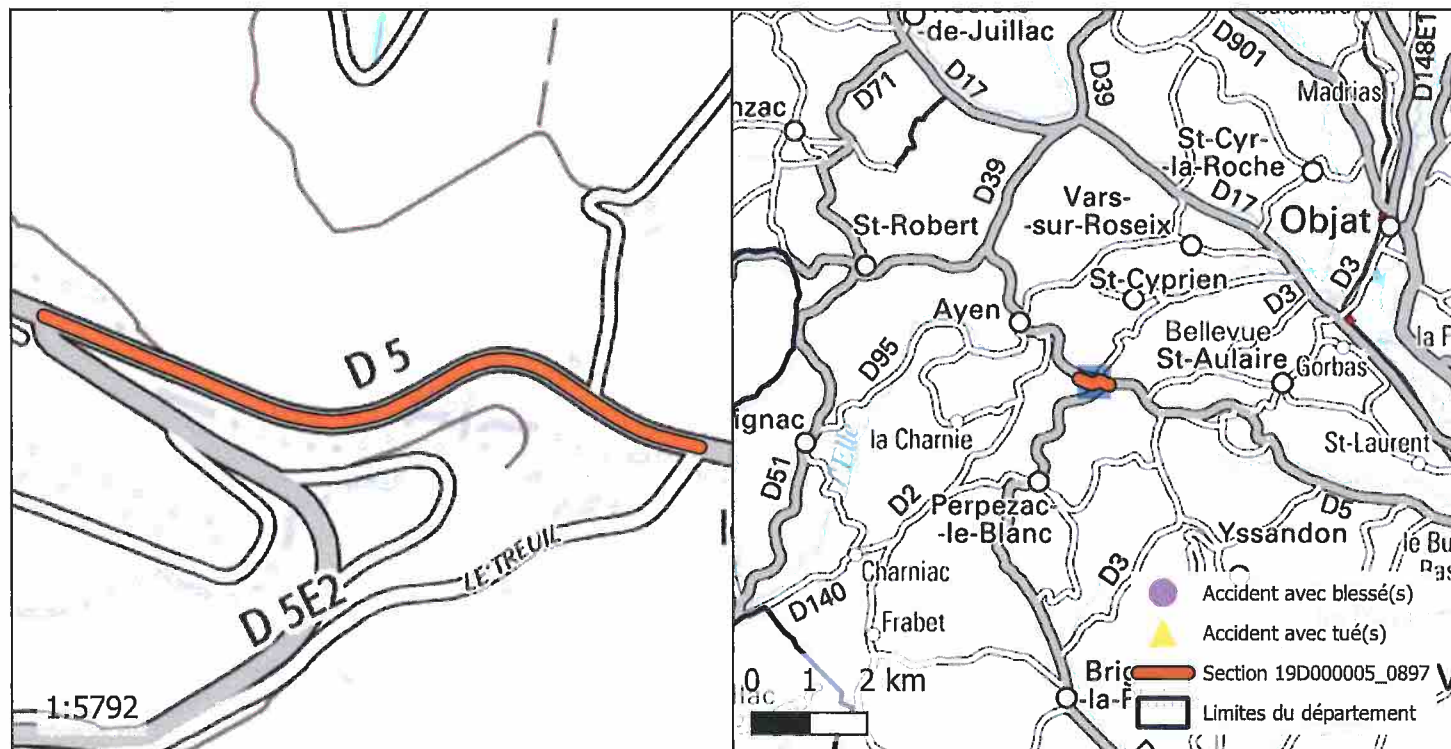 D 5
D 5E2
LE TREUIL
1:5792
-de-Juillac
D71
D17
D39
D901
D148E1
Madrias
St-Cyr-
-la-Roche
D39
Vars-
-sur-Roseix
D17
Objat
St-Robert
St-Cyprien
D3
D3
Ayen
Bellevue
St-Aulaire
Gorbas
D95
ignac
la Charnie
l'Elle
St-Laurent
D51
D2
Perpezac-
-le-Blanc
D5
Yssandon
Charniac
D3
D140
Frabet
0 1 2 km
Accident avec blessé(s)
Accident avec tué(s)
Section 19D000005_0897
Limites du département